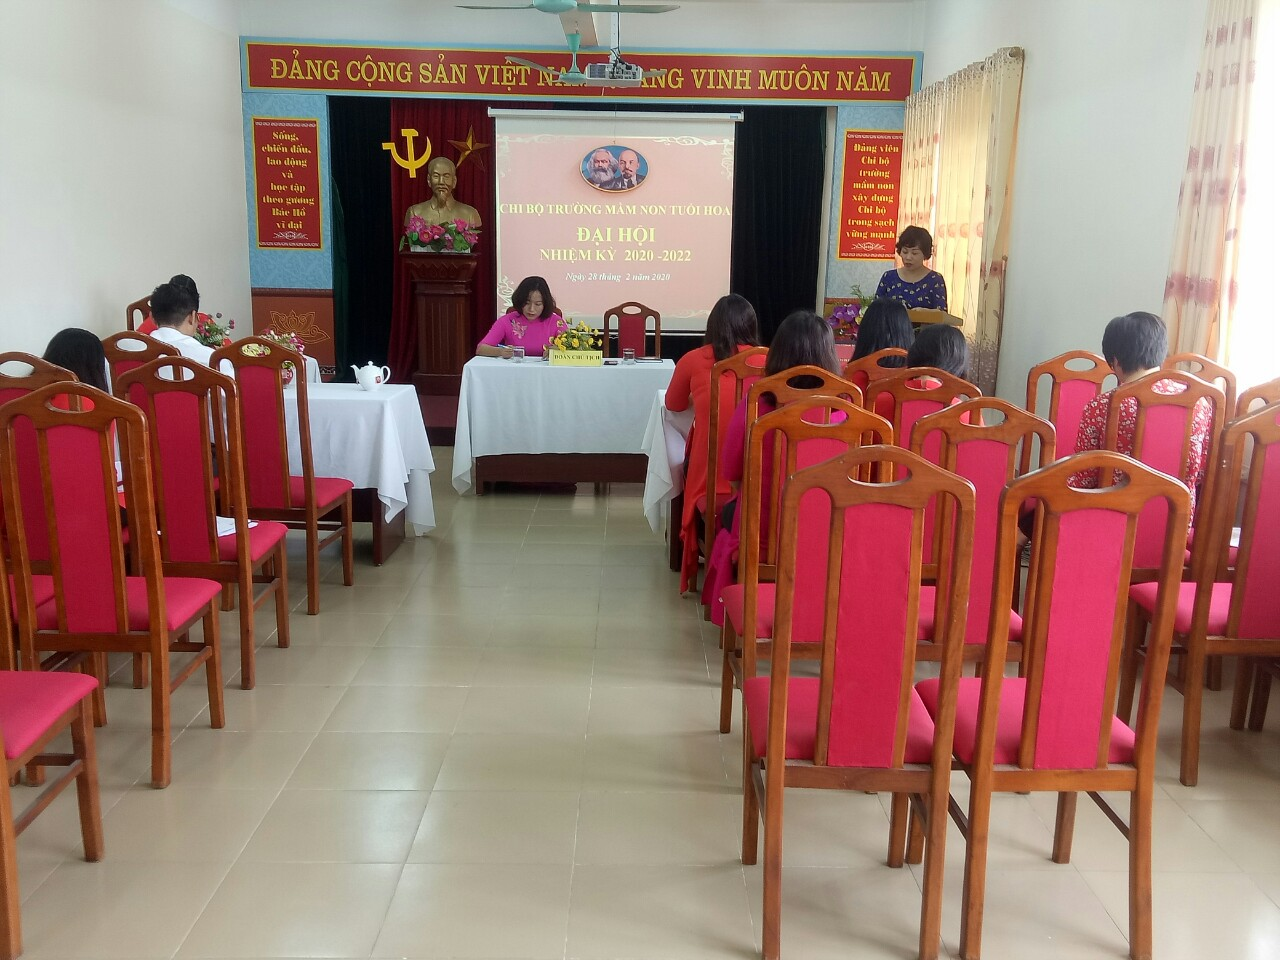 ĐẢNG CỘNG SẢN VIỆT NAM QUANG VINH MUÔN NĂM
Sống,
chiến đấu,
lao động
và
học tập
theo gương
Bác Hồ
vĩ đại
CHI BỘ TRƯỜNG MẦM NON TUỔI HOA
ĐẠI HỘI
NHIỆM KỲ 2020 -2022
Ngày 28 tháng 2 năm 2020
Đảng viên
Chi bộ
trường
mầm non
xây dựng
Chi bộ
trong sạch
vững mạnh
ĐOÀN CHỦ TỊCH